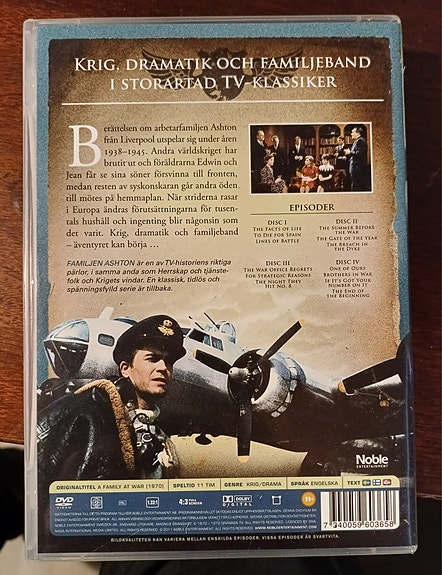 KRIG, DRAMATIK OCH FAMILJEBAND
I STORARTAD TV-KLASSIKER
Berättelsen om arbetarfamiljen Ashton
från Liverpool utspelar sig under åren
1938–1945. Andra världskriget har
brutit ut och föräldrarna Edwin och
Jean får se sina söner försvinna till fronten,
medan resten av syskonskaran går andra öden
till mötes på hemmaplan. När striderna rasar
i Europa ändras förutsättningarna för tusen-
tals hushåll och ingenting blir någonsin som
det varit. Krig, dramatik och familjeband
– äventyret kan börja ...
FAMILJEN ASHTON är en av TV-historiens riktiga
pärlor, i samma anda som Herrskap och tjänste-
folk och Krigets vindar. En klassisk, tidlös och
spänningsfylld serie är tillbaka.
EPISODER
DISC I
THE FACTS OF LIFE
TO DIE FOR SPAIN
LINES OF BATTLE
DISC II
THE SUMMER BEFORE
THE WAR
THE GATE OF THE YEAR
THE BREACH IN
THE DYKE
DISC III
THE WAR OFFICE REGRETS
FOR STRATEGIC REASONS
THE NIGHT THEY
HIT NO. 8
DISC IV
ONE OF OURS
BROTHERS IN WAR
IF IT'S GOT YOUR
NUMBER ON IT
THE END OF
THE BEGINNING
Noble
ENTERTAINMENT
ORIGINALTITEL A FAMILY AT WAR (1970) SPELTID 11 TIM GENRE KRIG/DRAMA SPRÅK ENGELSKA TEXT
DVD
VIDEO
1.33:1
4:3 FULL SCREEN
DOLBY
DIGITAL
11+
WWW.NOBLEENTERTAINMENT.COM
7 340059 603658
BILDKVALITETEN KAN VARIERA MELLAN ENSKILDA EPISODER. VISSA EPISODER ÄR SVARTVITA.